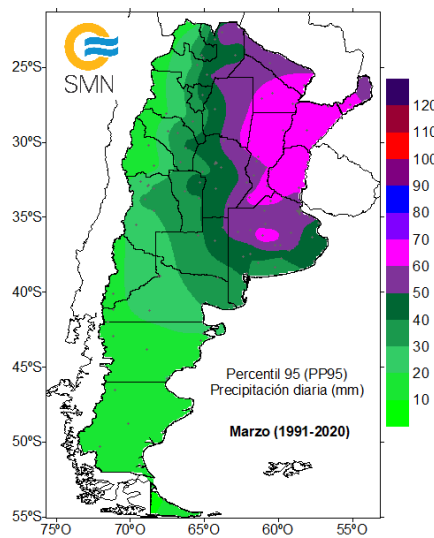 SMN
25°S
30°S
35°S
40°S
45°S
50°S
55°S
75°O 70°O 65°O 60°O 55°O
Percentil 95 (PP95)
Precipitación diaria (mm)
Marzo (1991-2020)
120
110
100
90
80
70
60
50
40
30
20
10